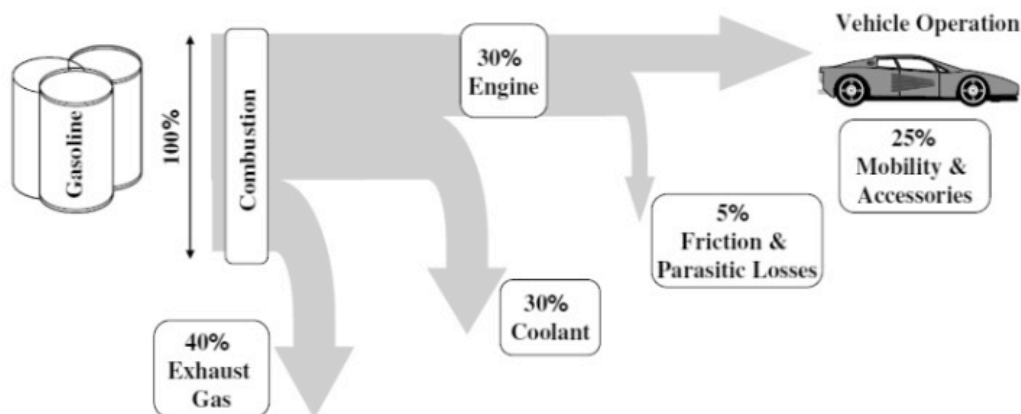 Gasoline
100%
Combustion
30%
Engine
Vehicle Operation
25%
Mobility &
Accessories
5%
Friction &
Parasitic Losses
30%
Coolant
40%
Exhaust
Gas